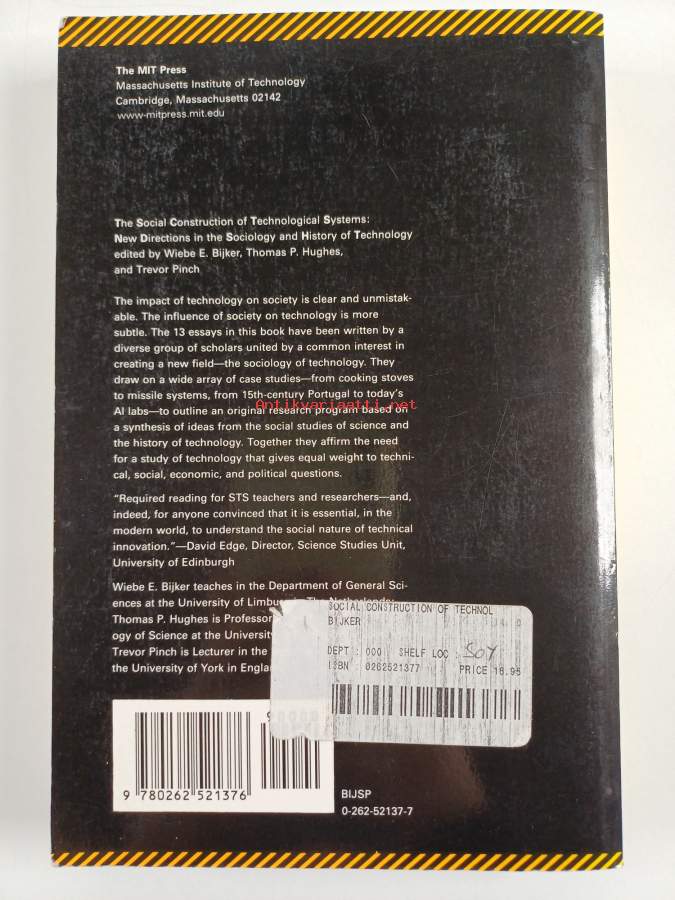 The MIT Press
Massachusetts Institute of Technology
Cambridge, Massachusetts 02142
www-mitpress.mit.edu
The Social Construction of Technological Systems:
New Directions in the Sociology and History of Technology
edited by Wiebe E. Bijker, Thomas P. Hughes,
and Trevor Pinch
The impact of technology on society is clear and unmistak-
able. The influence of society on technology is more
subtle. The 13 essays in this book have been written by a
diverse group of scholars united by a common interest in
creating a new field—the sociology of technology. They
draw on a wide array of case studies—from cooking stoves
to missile systems, from 15th-century Portugal to today's
Antikvariaatti.net
AI labs—to outline an original research program based on
a synthesis of ideas from the social studies of science and
the history of technology. Together they affirm the need
for a study of technology that gives equal weight to techni-
cal, social, economic, and political questions.
“Required reading for STS teachers and researchers—and,
indeed, for anyone convinced that it is essential, in the
modern world, to understand the social nature of technical
innovation.”—David Edge, Director, Science Studies Unit,
University of Edinburgh
Wiebe E. Bijker teaches in the Department of General Sci-
ences at the University of Limburg in The Netherlands;
Thomas P. Hughes is Professor
ogy of Science at the University
Trevor Pinch is Lecturer in the
the University of York in England
SOCIAL CONSTRUCTION OF TECHNOL
BIJKER
DEPT : 000 SHELF LOC : SOY
ISBN : 0262521377 PRICE 16.95
9 780262 521376
BIJSP
0-262-52137-7